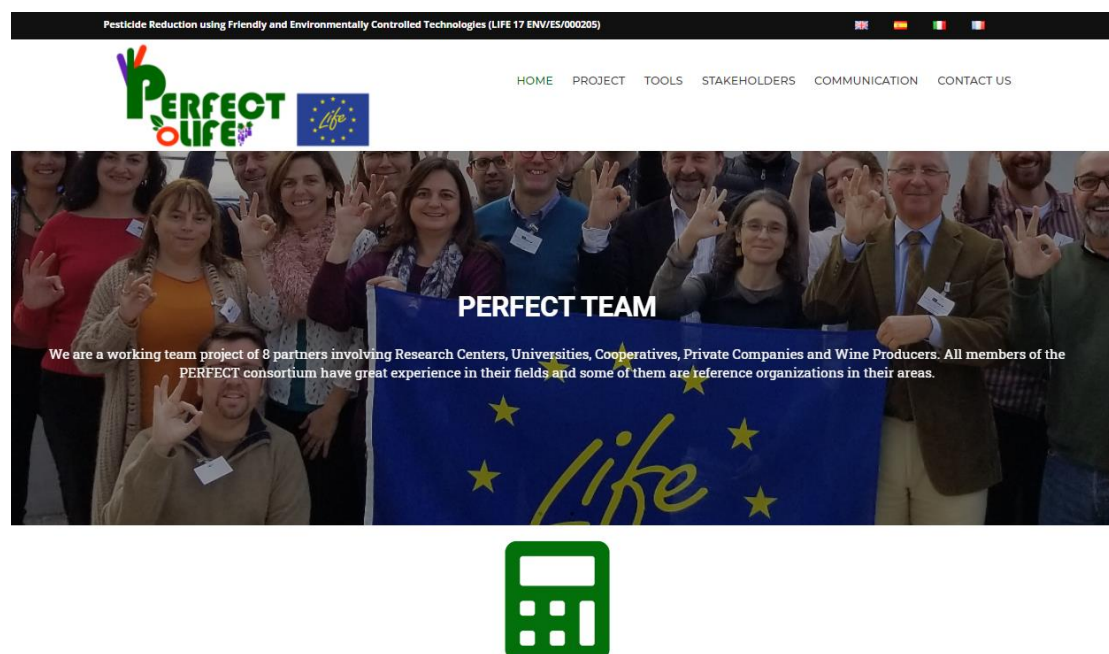 Pesticide Reduction using Friendly and Environmentally Controlled Technologies (LIFE 17 ENV/ES/000205)
PERFECT
LIFE
Life
HOME PROJECT TOOLS STAKEHOLDERS COMMUNICATION CONTACT US
PERFECT TEAM
We are a working team project of 8 partners involving Research Centers, Universities, Cooperatives, Private Companies and Wine Producers. All members of the
PERFECT consortium have great experience in their fields and some of them are reference organizations in their areas.
Life